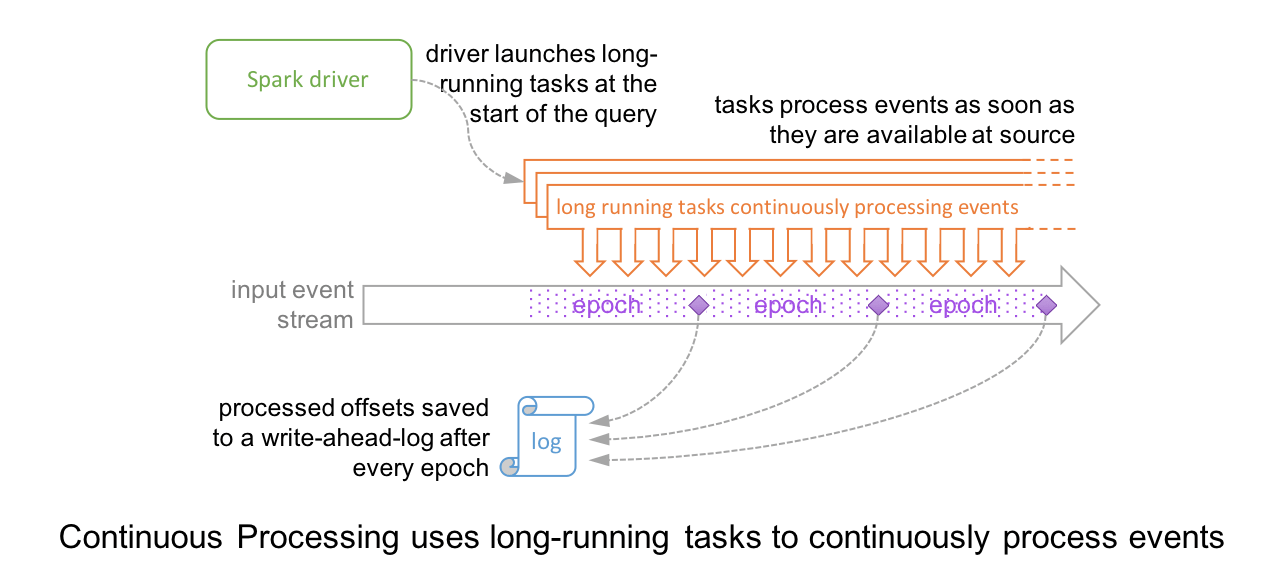 Spark driver
driver launches long-
running tasks at the
start of the query
tasks process events as soon as
they are available at source
long running tasks continuously processing events
input event
stream
epoch epoch epoch
processed offsets saved
to a write-ahead-log after
every epoch
log
Continuous Processing uses long-running tasks to continuously process events